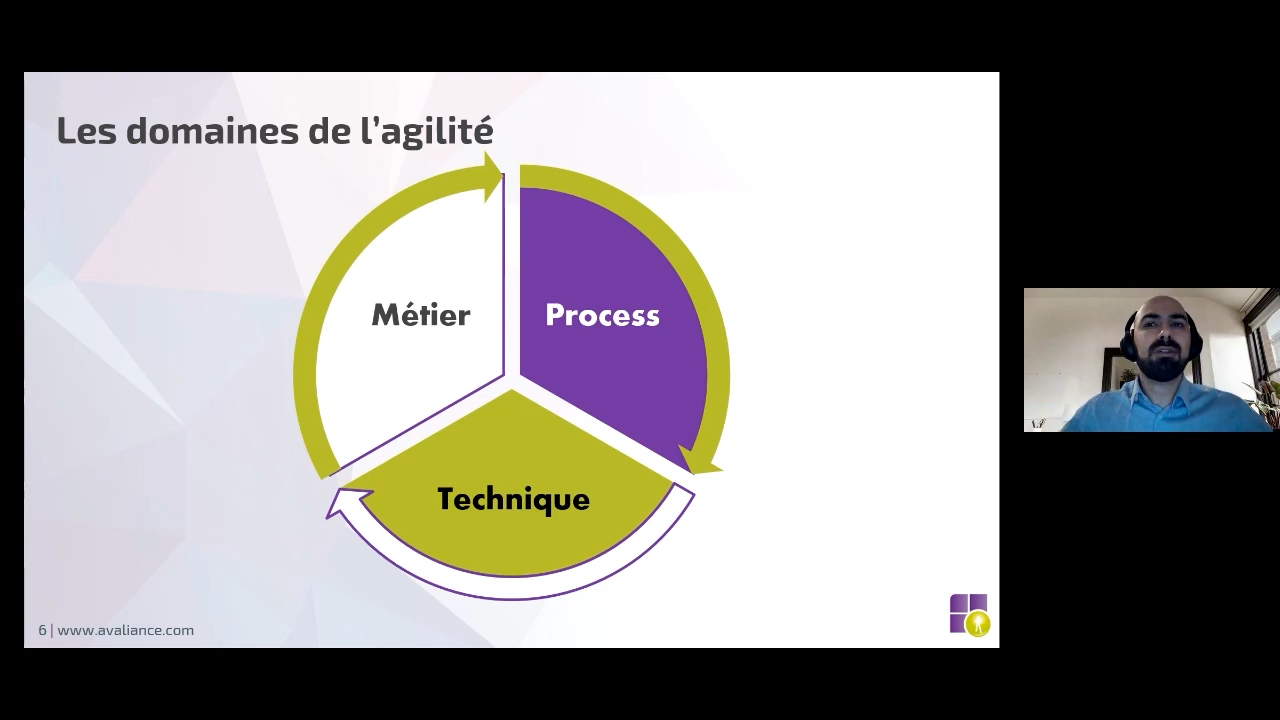 Les domaines de l’agilité
Métier
Process
Technique
6 | www.avaliance.com